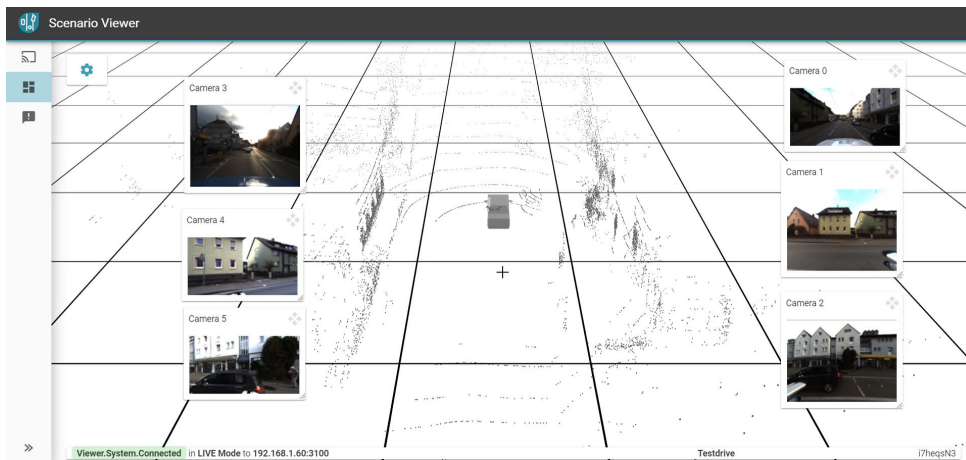 Scenario Viewer
Camera 3
Camera 0
Camera 1
Camera 4
Camera 2
Camera 5
Viewer.System.Connected in LIVE Mode to 192.168.1.60:3100 Testdrive i7heqsN3